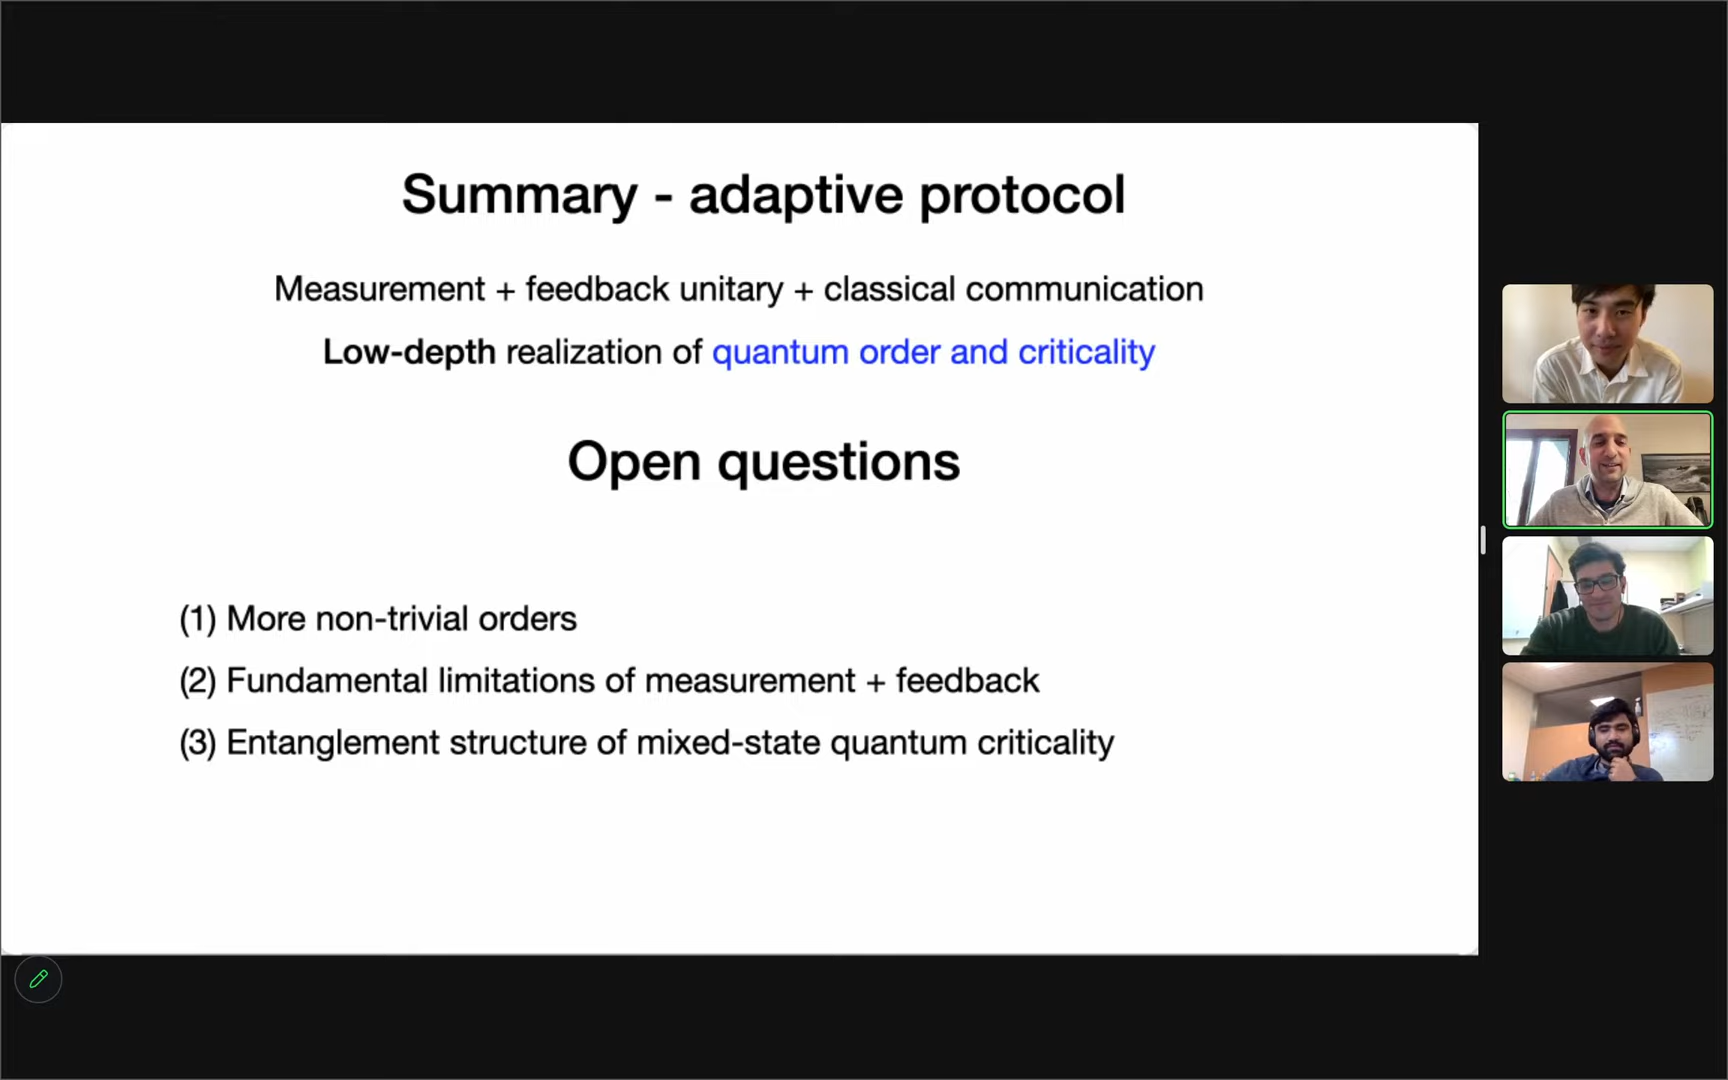 Summary - adaptive protocol
Measurement + feedback unitary + classical communication
Low-depth realization of quantum order and criticality
Open questions
(1) More non-trivial orders
(2) Fundamental limitations of measurement + feedback
(3) Entanglement structure of mixed-state quantum criticality